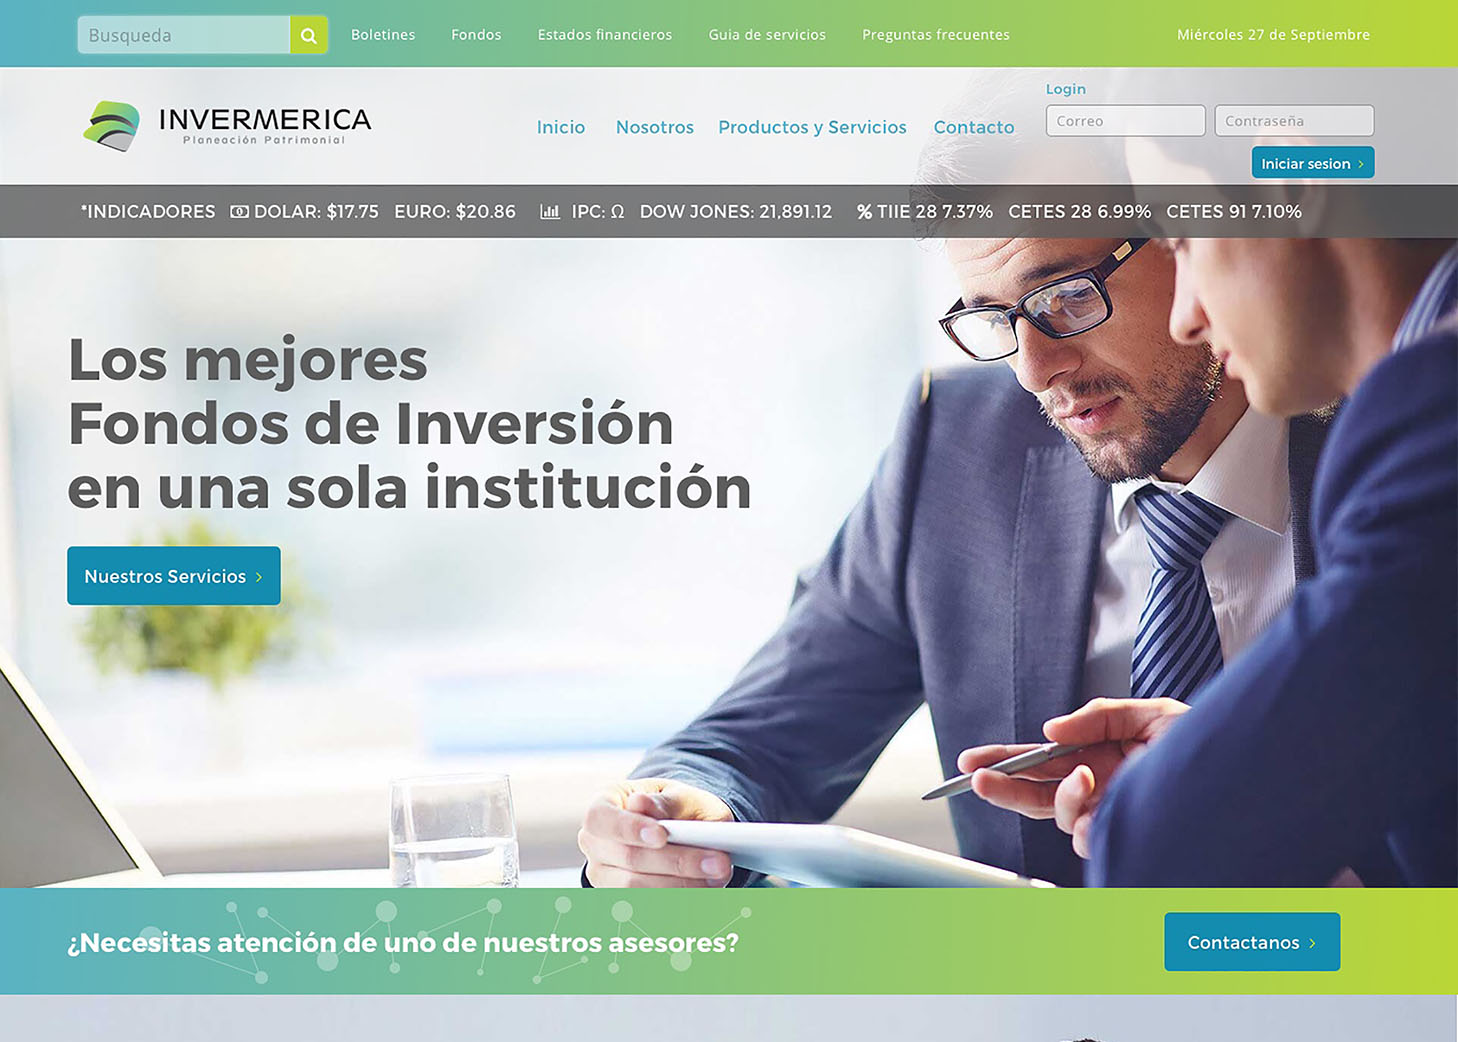 Busqueda
Boletines
Fondos
Estados financieros
Guia de servicios
Preguntas frecuentes
Miércoles 27 de Septiembre
INVERMERICA
Planeación Patrimonial
Inicio
Nosotros
Productos y Servicios
Contacto
Login
Correo
Contraseña
Iniciar sesion >
*INDICADORES DOLAR: $17.75 EURO: $20.86 IPC: Ω DOW JONES: 21,891.12 % TIIE 28 7.37% CETES 28 6.99% CETES 91 7.10%
Los mejores
Fondos de Inversión
en una sola institución
Nuestros Servicios >
¿Necesitas atención de uno de nuestros asesores?
Contactanos >